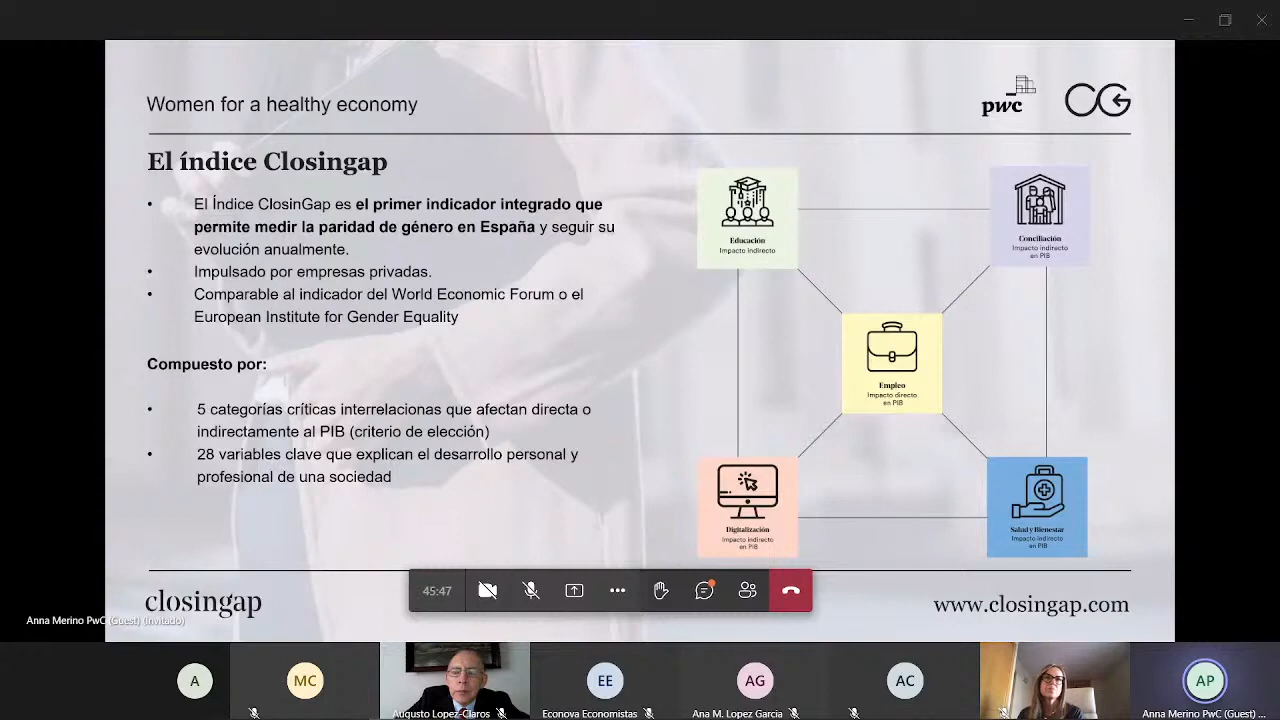 Women for a healthy economy
pwc
CG
El índice Closingap
• El Índice ClosinGap es el primer indicador integrado que
permite medir la paridad de género en España y seguir su
evolución anualmente.
• Impulsado por empresas privadas.
• Comparable al indicador del World Economic Forum o el
European Institute for Gender Equality
Compuesto por:
• 5 categorías críticas interrelacionas que afectan directa o
indirectamente al PIB (criterio de elección)
• 28 variables clave que explican el desarrollo personal y
profesional de una sociedad
Educación
Impacto indirecto
Conciliación
Impacto indirecto
en PIB
Empleo
Impacto directo
en PIB
Digitalización
Impacto indirecto
en PIB
Salud y Bienestar
Impacto indirecto
en PIB
closingap
www.closingap.com
45:47
Anna Merino PwC (Guest) (Invitado)
A
MC
Augusto Lopez-Claros
EE
Econova Economistas
AG
Ana M. Lopez Garcia
AC
AP
Anna Merino PwC (Guest) ...